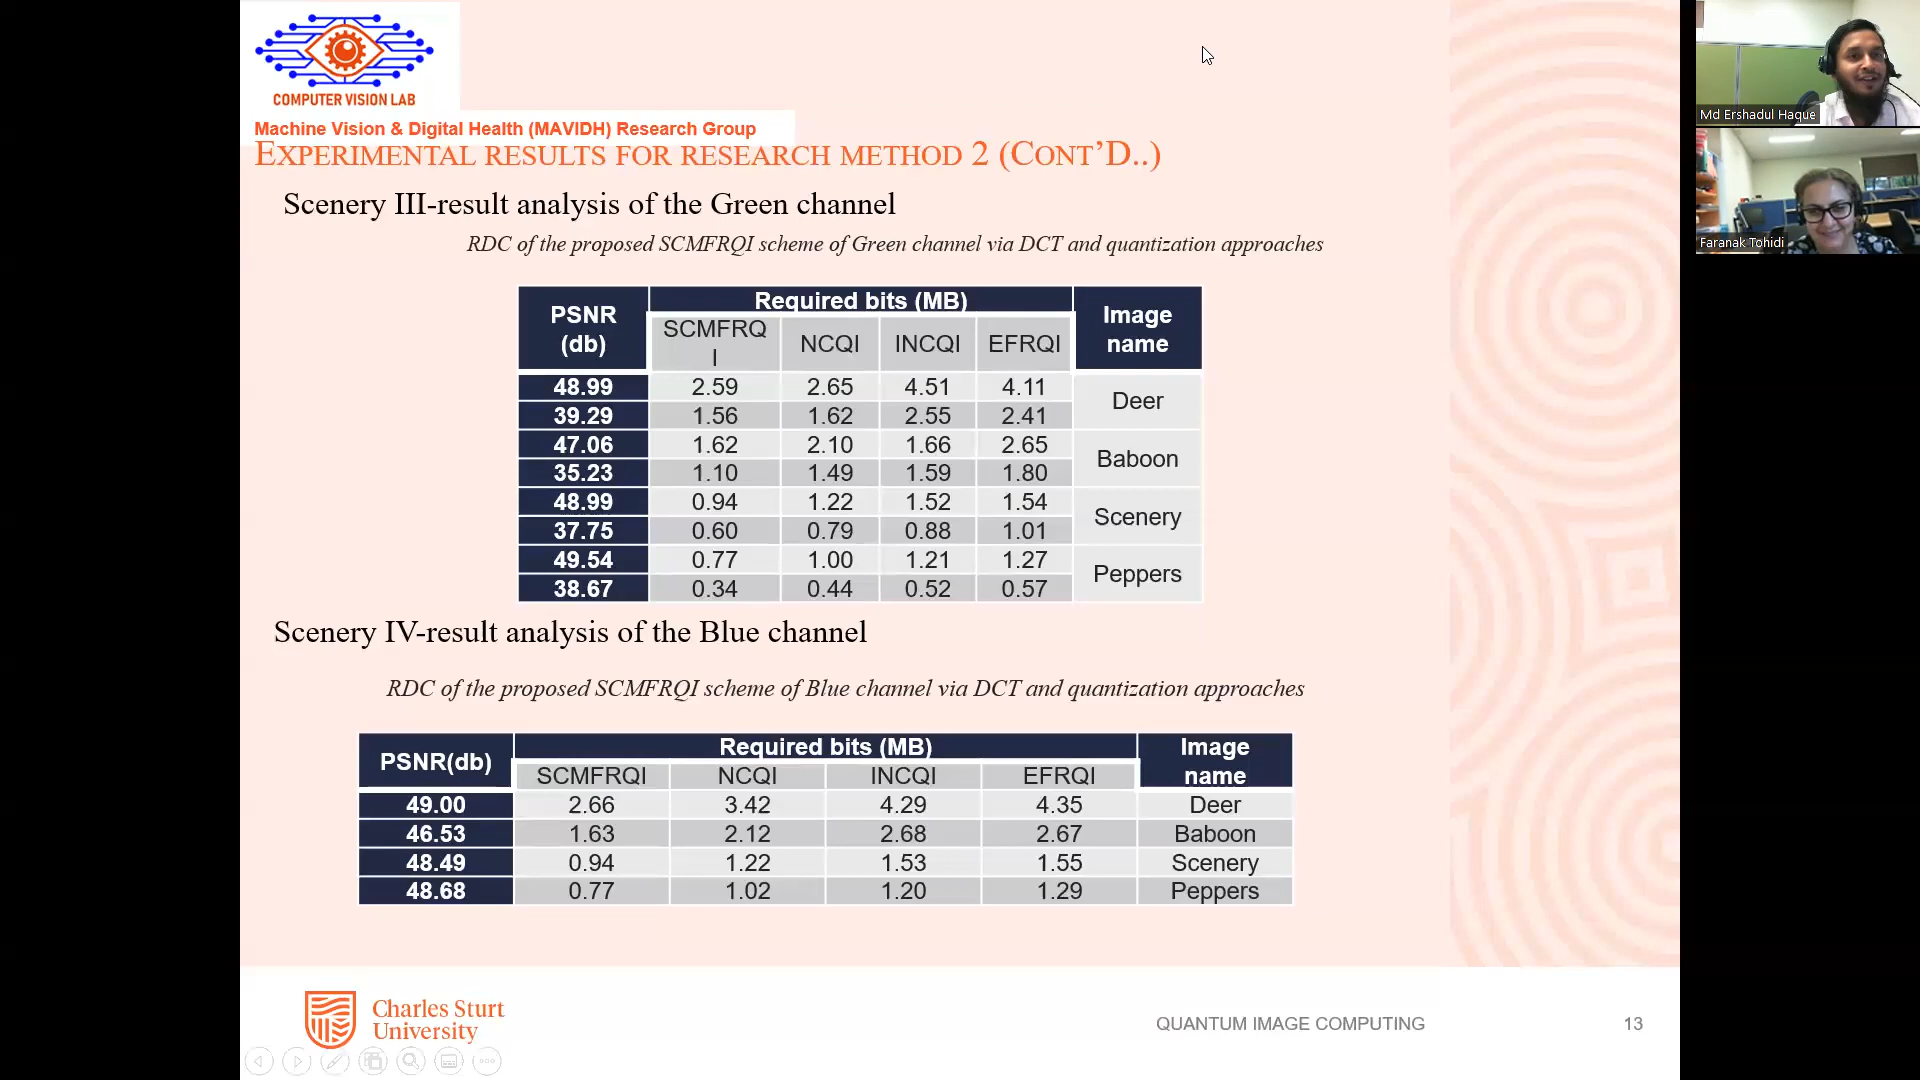 COMPUTER VISION LAB
Machine Vision & Digital Health (MAVIDH) Research Group
EXPERIMENTAL RESULTS FOR RESEARCH METHOD 2 (CONT'D..)
Scenery III-result analysis of the Green channel
RDC of the proposed SCMFRQI scheme of Green channel via DCT and quantization approaches
PSNR (db) Required bits (MB) Image name
SCMFRQI NCQI INCQI EFRQI
48.99 2.59 2.65 4.51 4.11 Deer
39.29 1.56 1.62 2.55 2.41
47.06 1.62 2.10 1.66 2.65 Baboon
35.23 1.10 1.49 1.59 1.80
48.99 0.94 1.22 1.52 1.54 Scenery
37.75 0.60 0.79 0.88 1.01
49.54 0.77 1.00 1.21 1.27 Peppers
38.67 0.34 0.44 0.52 0.57
Scenery IV-result analysis of the Blue channel
RDC of the proposed SCMFRQI scheme of Blue channel via DCT and quantization approaches
PSNR(db) Required bits (MB) Image name
SCMFRQI NCQI INCQI EFRQI
49.00 2.66 3.42 4.29 4.35 Deer
46.53 1.63 2.12 2.68 2.67 Baboon
48.49 0.94 1.22 1.53 1.55 Scenery
48.68 0.77 1.02 1.20 1.29 Peppers
Charles Sturt
University
QUANTUM IMAGE COMPUTING 13
Md Ershadul Haque
Faranak Tohidi